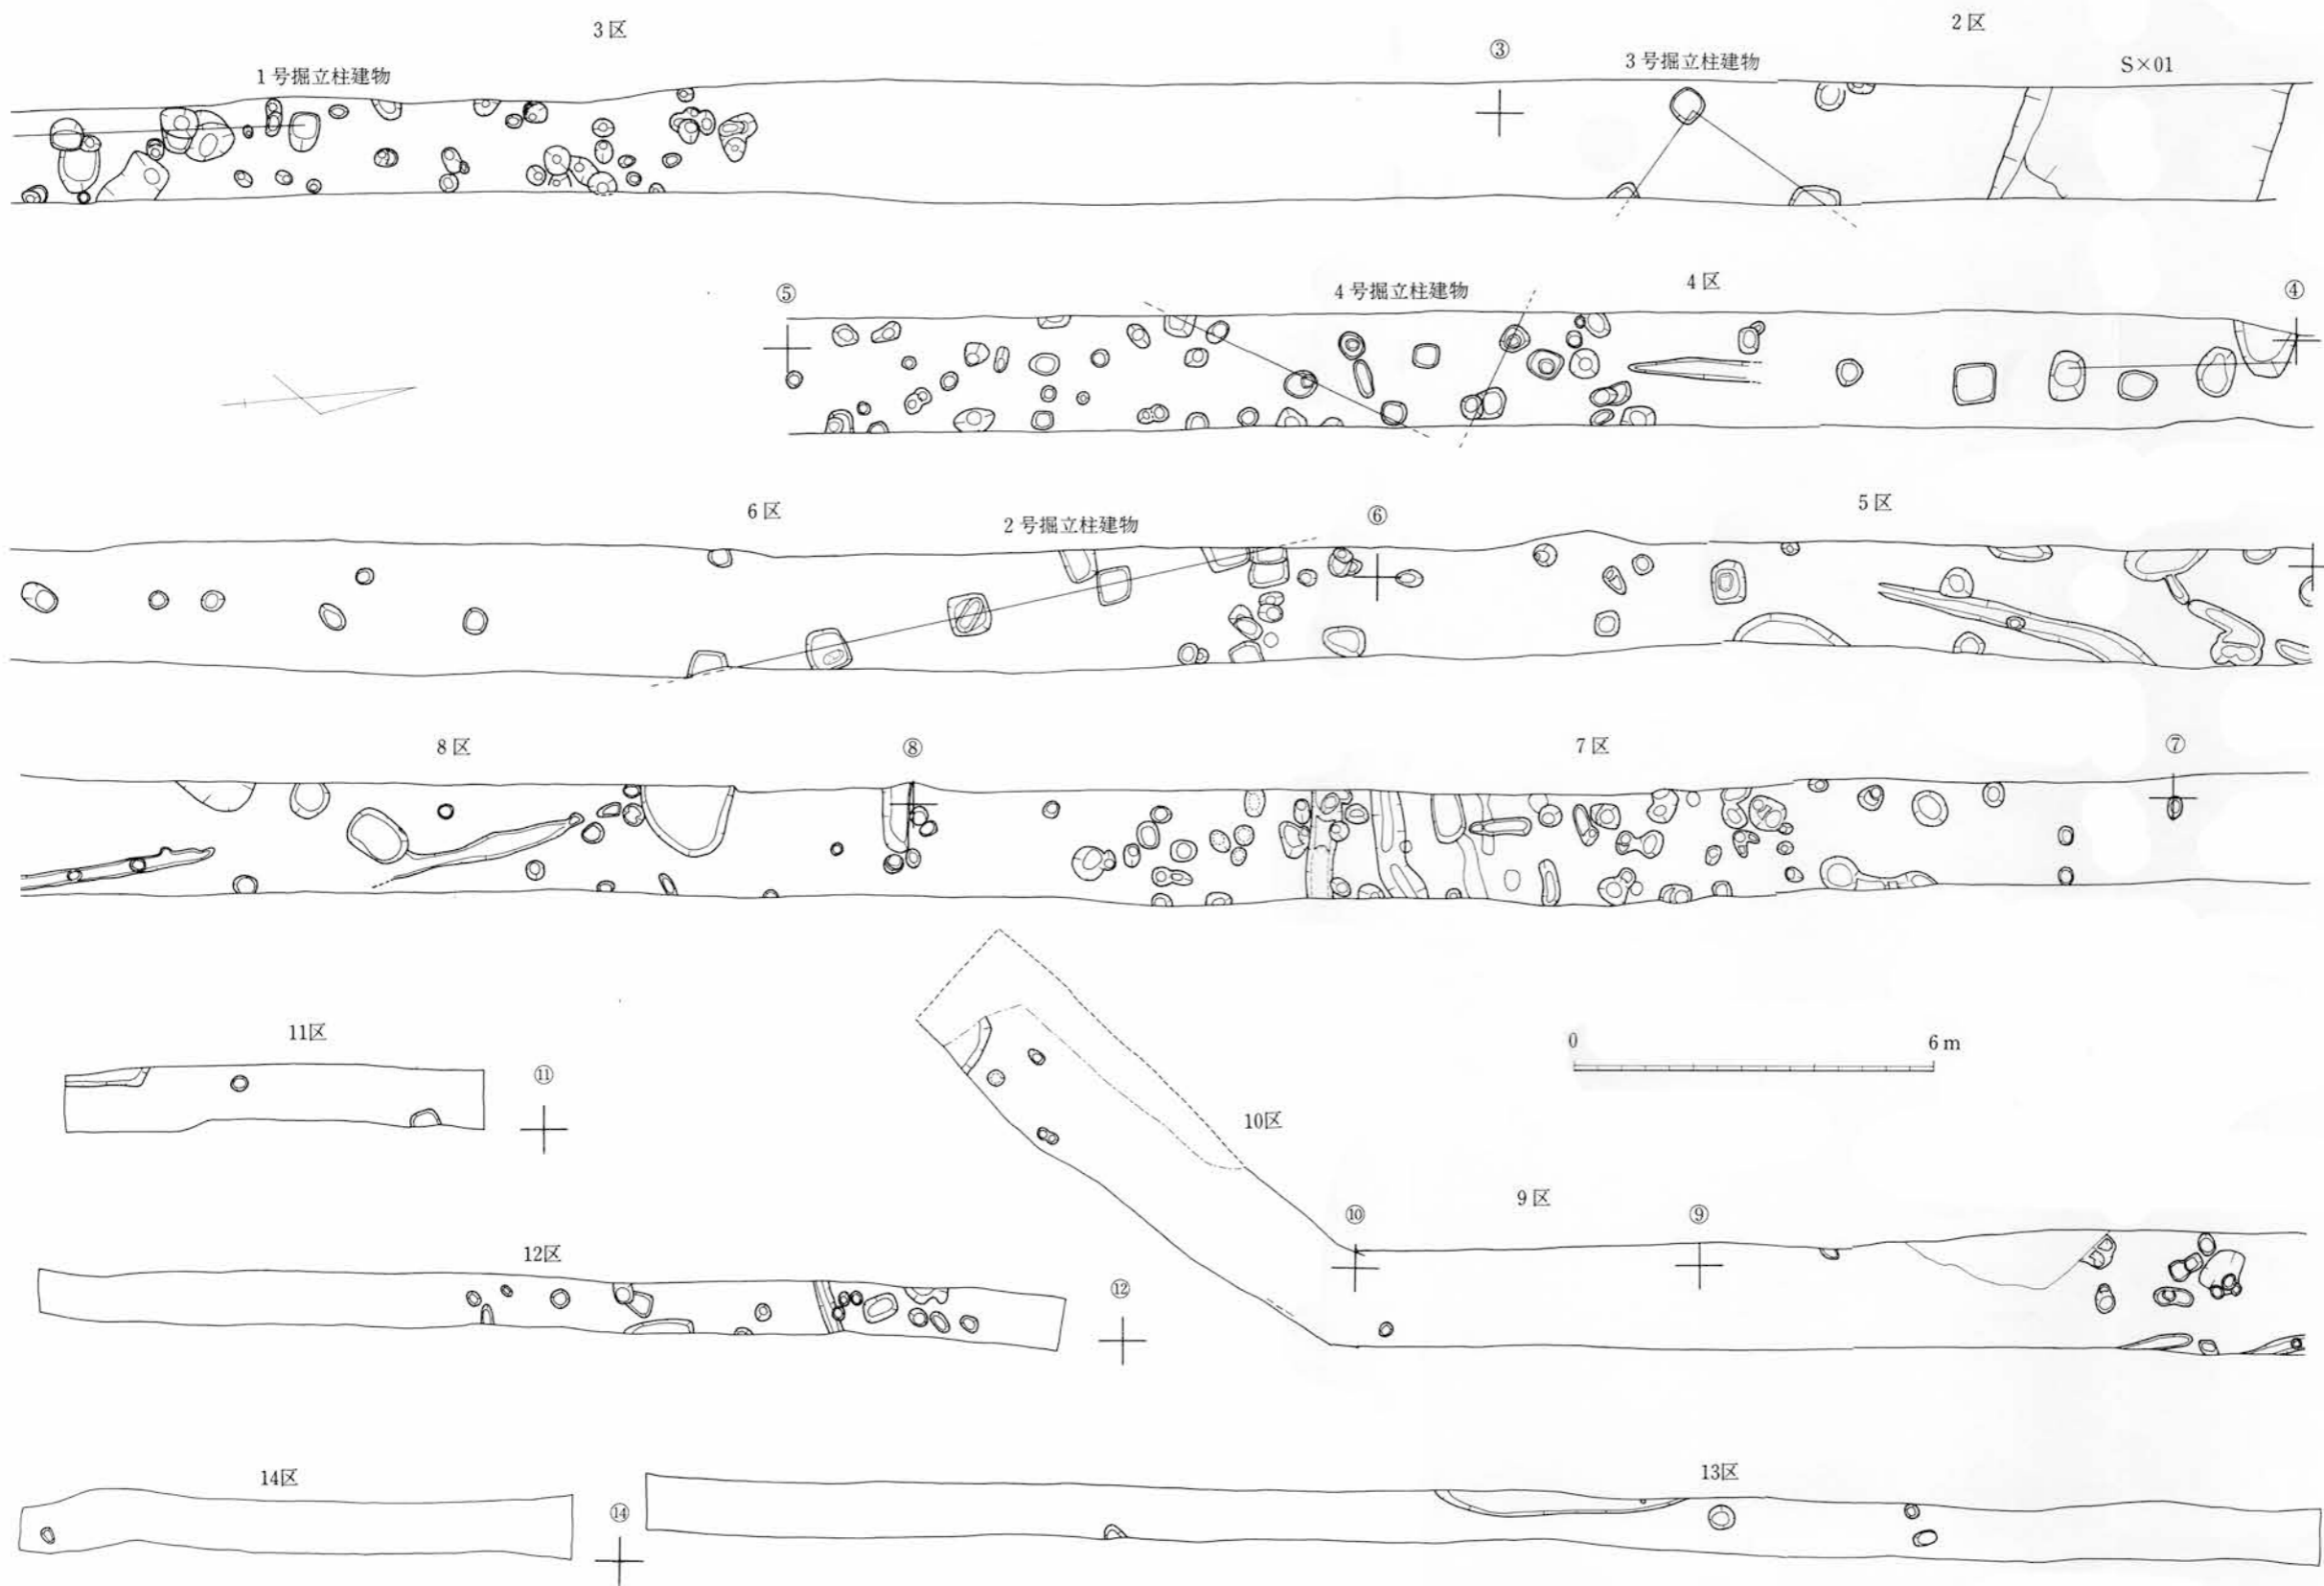 3区
2区
1号掘立柱建物
③
3号掘立柱建物
S×01
⑤
4号掘立柱建物
4区
④
6区
2号掘立柱建物
⑥
5区
8区
⑧
7区
⑦
11区
⑪
0
6m
10区
9区
⑩
⑨
12区
⑫
14区
⑭
13区